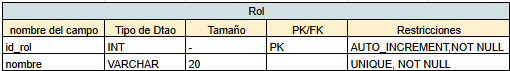 Rol
nombre del campo Tipo de Dtao Tamaño PK/FK Restricciones
id_rol INT - PK AUTO_INCREMENT,NOT NULL
nombre VARCHAR 20 UNIQUE, NOT NULL